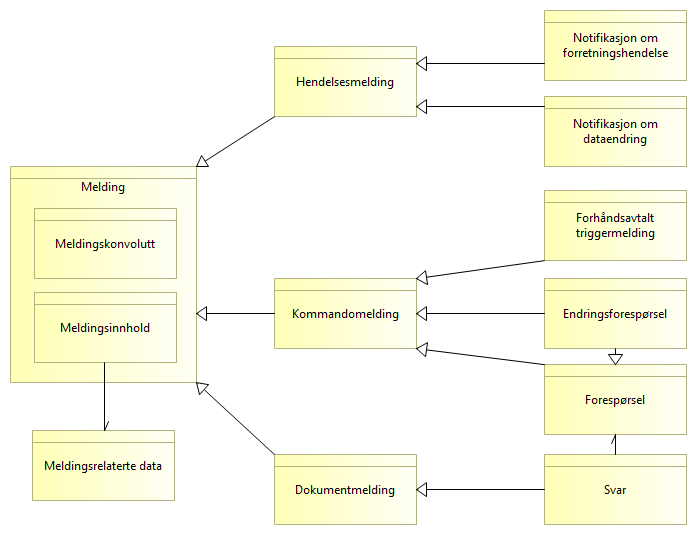 Notifikasjon om
forretningshendelse
Hendelsesmelding
Notifikasjon om
dataendring
Melding
Forhåndsavtalt
triggermelding
Meldingskonvolutt
Meldingsinnhold
Kommandomelding
Endringsforespørsel
Forespørsel
Meldingsrelaterte data
Dokumentmelding
Svar